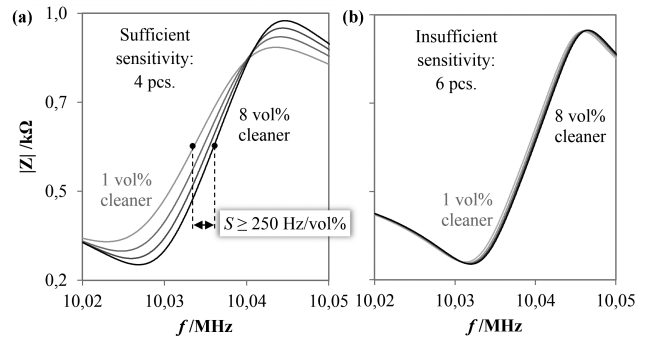 (a)
1,0
0,7
0,5
0,2
|Z| /kΩ
Sufficient
sensitivity:
4 pcs.
8 vol%
cleaner
1 vol%
cleaner
S ≥ 250 Hz/vol%
10,02
10,03
10,04
10,05
f /MHz
(b)
Insufficient
sensitivity:
6 pcs.
8 vol%
cleaner
1 vol%
cleaner
10,02
10,03
10,04
10,05
f /MHz